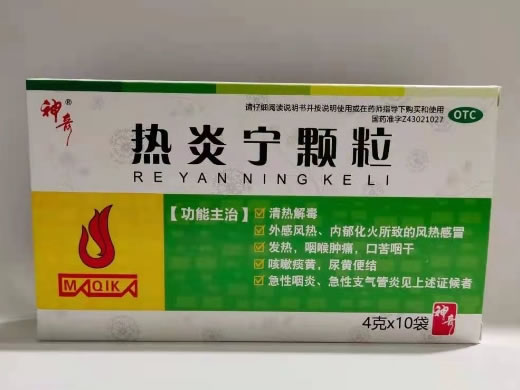 神奇®
请仔细阅读说明书并按说明使用或在药师指导下购买和使用
国药准字Z43021027
OTC
热炎宁颗粒
RE YAN NING KE LI
【功能主治】
清热解毒
外感风热、内郁化火所致的风热感冒
发热，咽喉肿痛，口苦咽干
咳嗽痰黄，尿黄便结
急性咽炎、急性支气管炎见上述证候者
MAQIKA
4克x10袋
神奇